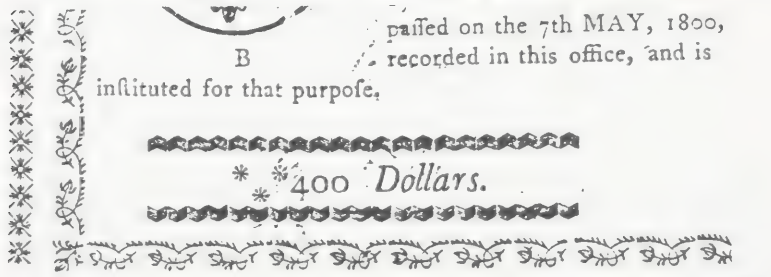 paſſed on the 7th MAY, 1800,
B recorded in this office, and is
inſtituted for that purpoſe.
*** 400 Dollars.